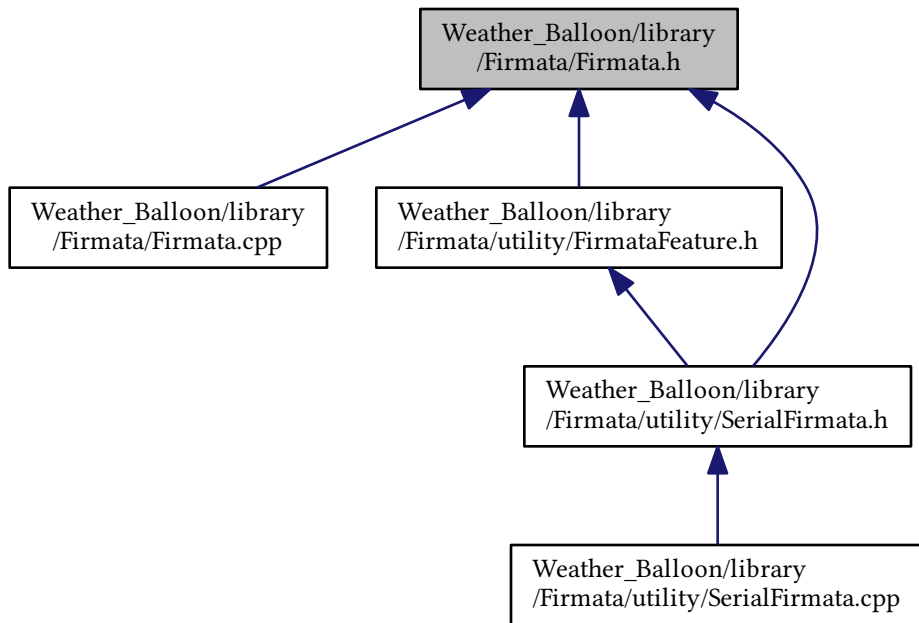 Weather_Balloon/library
/Firmata/Firmata.h
Weather_Balloon/library
/Firmata/Firmata.cpp
Weather_Balloon/library
/Firmata/utility/FirmataFeature.h
Weather_Balloon/library
/Firmata/utility/SerialFirmata.h
Weather_Balloon/library
/Firmata/utility/SerialFirmata.cpp